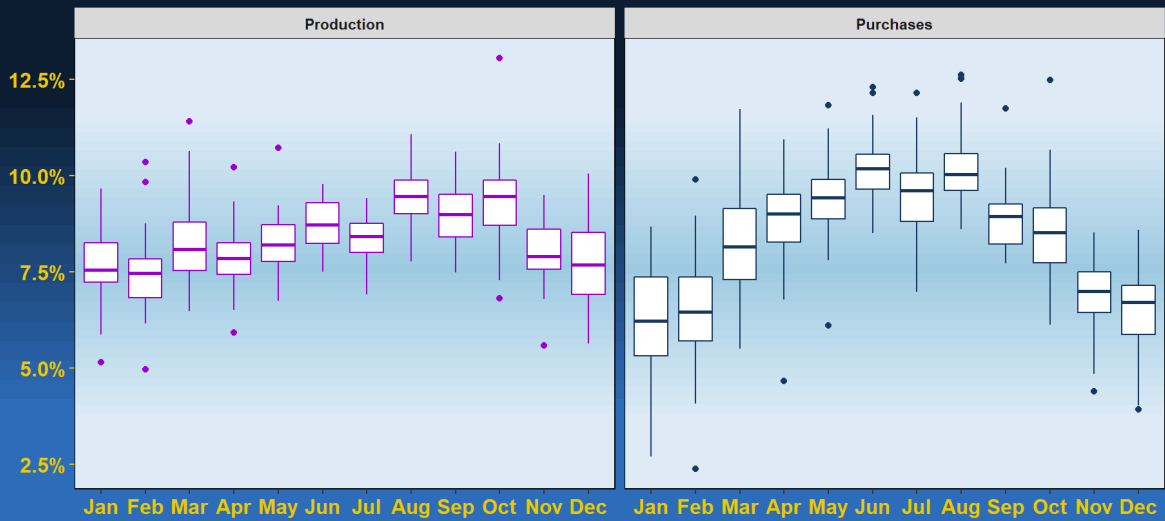 Production
Purchases
12.5%
10.0%
7.5%
5.0%
2.5%
Jan Feb Mar Apr May Jun Jul Aug Sep Oct Nov Dec
Jan Feb Mar Apr May Jun Jul Aug Sep Oct Nov Dec